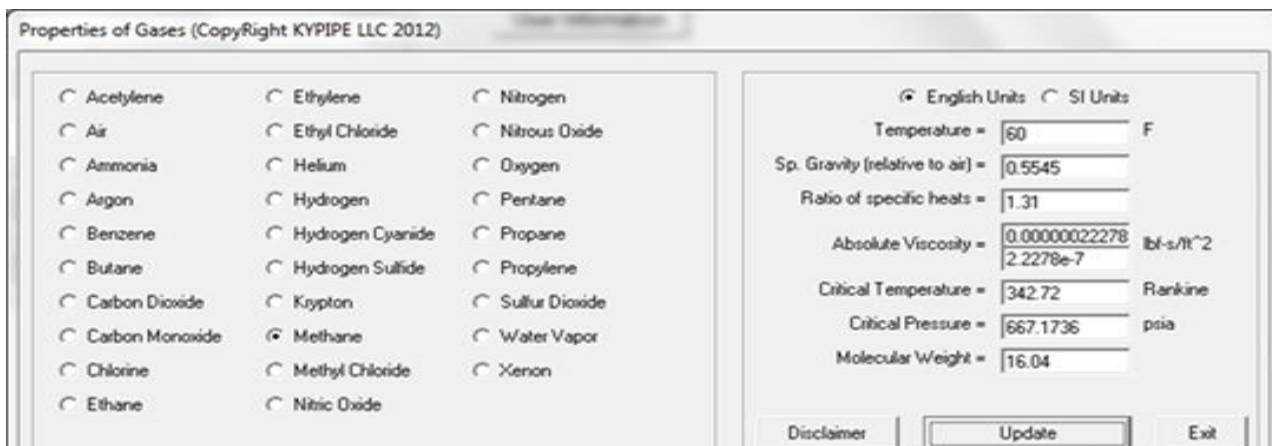 User Information
Properties of Gases (CopyRight KYPIPE LLC 2012)
Acetylene
Air
Ammonia
Argon
Benzene
Butane
Carbon Dioxide
Carbon Monoxide
Chlorine
Ethane
Ethylene
Ethyl Chloride
Helium
Hydrogen
Hydrogen Cyanide
Hydrogen Sulfide
Krypton
Methane
Methyl Chloride
Nitric Oxide
Nitrogen
Nitrous Oxide
Oxygen
Pentane
Propane
Propylene
Sulfur Dioxide
Water Vapor
Xenon
English Units SI Units
Temperature = 60 F
Sp. Gravity (relative to air) = 0.5545
Ratio of specific heats = 1.31
Absolute Viscosity = 0.00000022278 lbf-s/ft^2
2.2278e-7
Critical Temperature = 342.72 Rankine
Critical Pressure = 667.1736 psia
Molecular Weight = 16.04
Disclaimer Update Exit